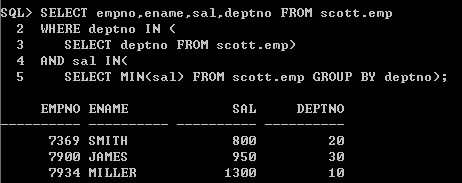 SQL> SELECT empno,ename,sal,deptno FROM scott.emp
2 WHERE deptno IN (
3 SELECT deptno FROM scott.emp)
4 AND sal IN(
5 SELECT MIN(sal) FROM scott.emp GROUP BY deptno);
EMPNO ENAME SAL DEPTNO
---------- ---------- ---------- ----------
7369 SMITH 800 20
7900 JAMES 950 30
7934 MILLER 1300 10